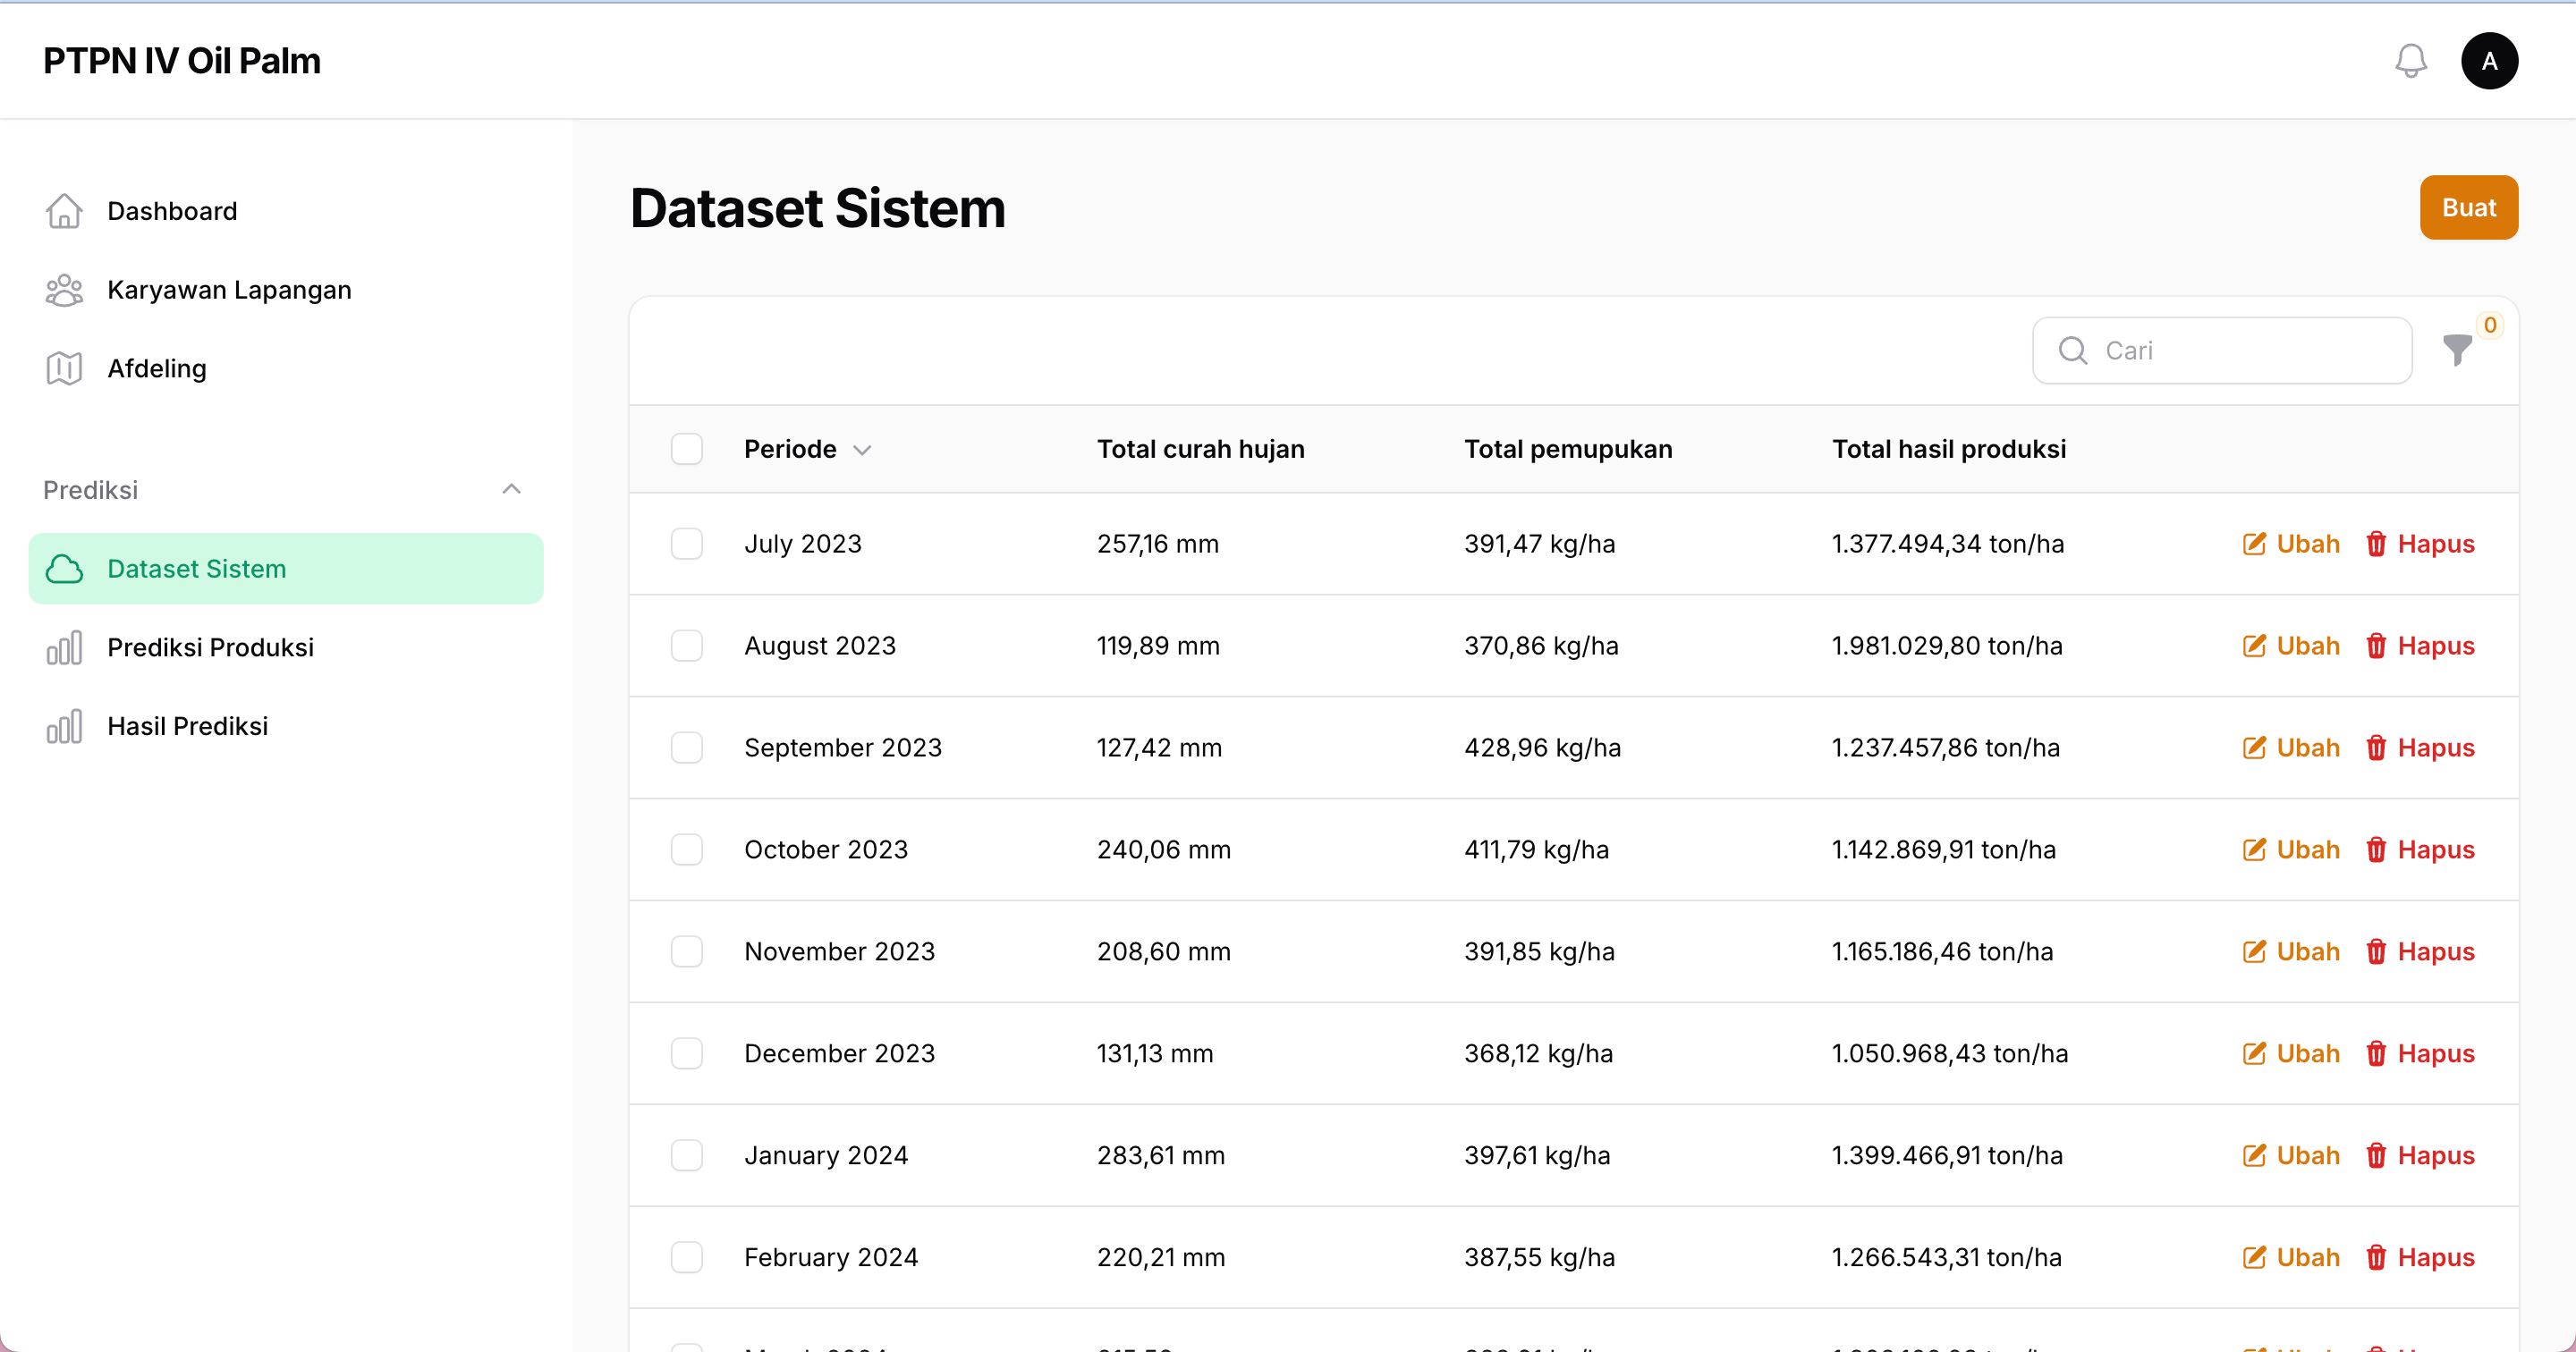 PTPN IV Oil Palm
A
Dashboard
Karyawan Lapangan
Afdeling
Prediksi
Dataset Sistem
Prediksi Produksi
Hasil Prediksi
Dataset Sistem
Buat
Cari
0
Periode Total curah hujan Total pemupukan Total hasil produksi
July 2023 257,16 mm 391,47 kg/ha 1.377.494,34 ton/ha Ubah Hapus
August 2023 119,89 mm 370,86 kg/ha 1.981.029,80 ton/ha Ubah Hapus
September 2023 127,42 mm 428,96 kg/ha 1.237.457,86 ton/ha Ubah Hapus
October 2023 240,06 mm 411,79 kg/ha 1.142.869,91 ton/ha Ubah Hapus
November 2023 208,60 mm 391,85 kg/ha 1.165.186,46 ton/ha Ubah Hapus
December 2023 131,13 mm 368,12 kg/ha 1.050.968,43 ton/ha Ubah Hapus
January 2024 283,61 mm 397,61 kg/ha 1.399.466,91 ton/ha Ubah Hapus
February 2024 220,21 mm 387,55 kg/ha 1.266.543,31 ton/ha Ubah Hapus